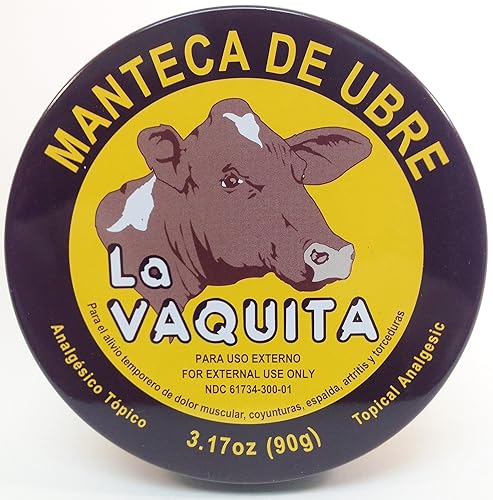 MANTECA DE UBRE
La
VAQUITA
PARA USO EXTERNO
FOR EXTERNAL USE ONLY
NDC 61734-300-01
Para el alivio temporero de dolor muscular, coyunturas, espalda, artritis y torceduras
Analgésico Tópico
3.17oz (90g)
Topical Analgesic